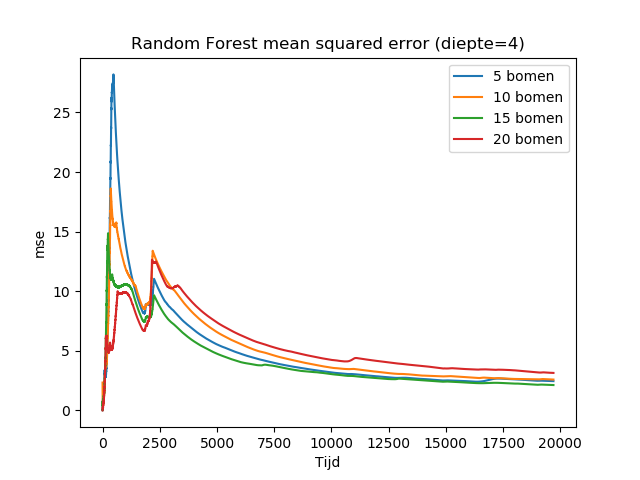 Random Forest mean squared error (diepte=4)
5 bomen
10 bomen
15 bomen
20 bomen
mse
25
20
15
10
5
0
0
2500
5000
7500
10000
12500
15000
17500
20000
Tijd